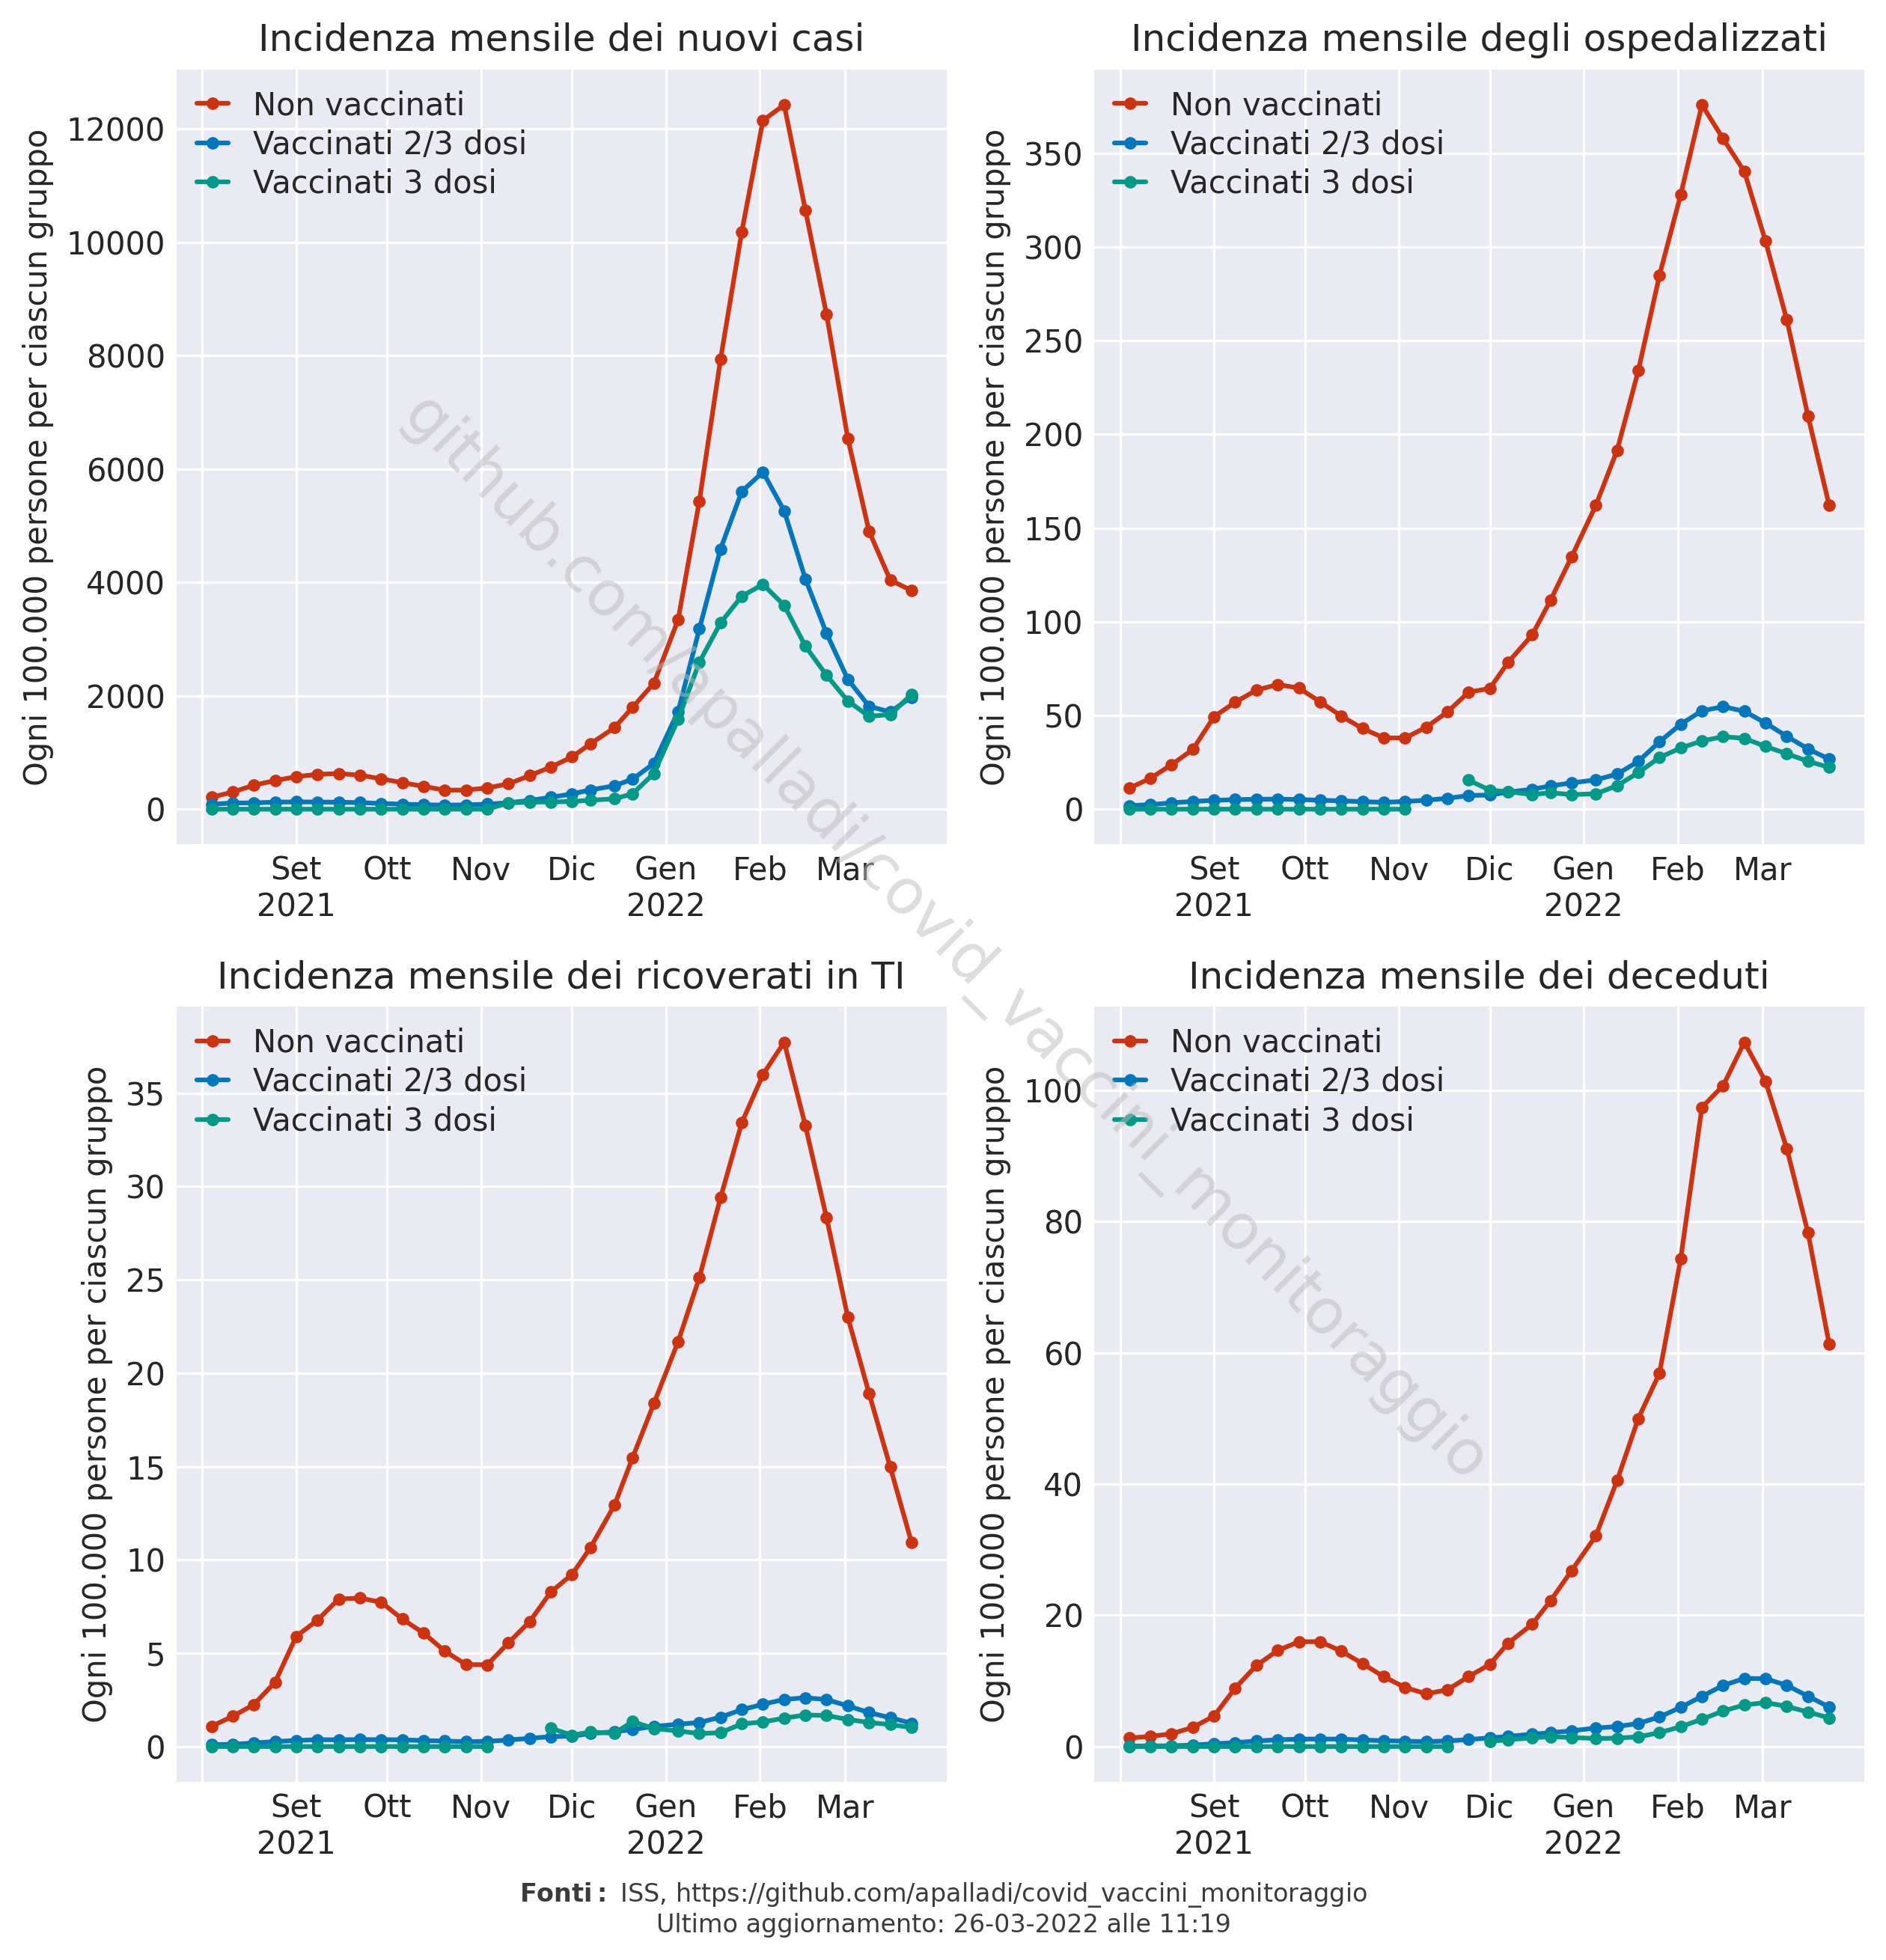 Incidenza mensile dei nuovi casi
Ogni 100.000 persone per ciascun gruppo
12000
10000
8000
6000
4000
2000
0
Non vaccinati
Vaccinati 2/3 dosi
Vaccinati 3 dosi
Set Ott Nov Dic Gen Feb Mar
2021 2022
Incidenza mensile degli ospedalizzati
Ogni 100.000 persone per ciascun gruppo
350
300
250
200
150
100
50
0
Non vaccinati
Vaccinati 2/3 dosi
Vaccinati 3 dosi
Set Ott Nov Dic Gen Feb Mar
2021 2022
github.com/apalladi/covid_vaccini_monitoraggio
Incidenza mensile dei ricoverati in TI
Ogni 100.000 persone per ciascun gruppo
35
30
25
20
15
10
5
0
Non vaccinati
Vaccinati 2/3 dosi
Vaccinati 3 dosi
Set Ott Nov Dic Gen Feb Mar
2021 2022
Incidenza mensile dei deceduti
Ogni 100.000 persone per ciascun gruppo
100
80
60
40
20
0
Non vaccinati
Vaccinati 2/3 dosi
Vaccinati 3 dosi
Set Ott Nov Dic Gen Feb Mar
2021 2022
Fonti: ISS, https://github.com/apalladi/covid_vaccini_monitoraggio
Ultimo aggiornamento: 26-03-2022 alle 11:19